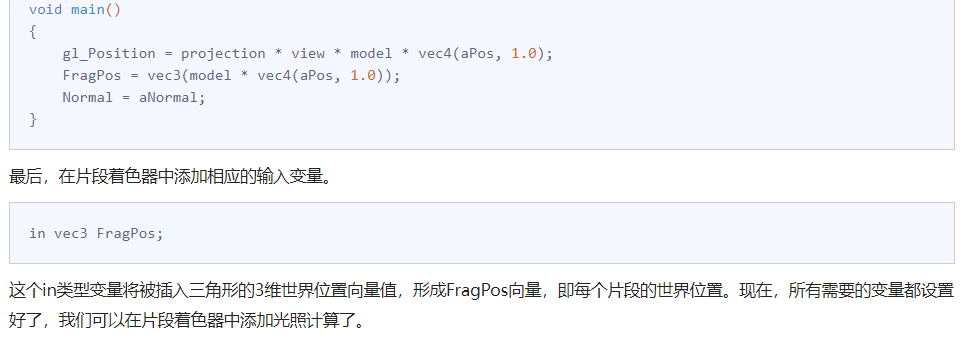 void main()
{
    gl_Position = projection * view * model * vec4(aPos, 1.0);
    FragPos = vec3(model * vec4(aPos, 1.0));
    Normal = aNormal;
}
最后，在片段着色器中添加相应的输入变量。
in vec3 FragPos;
这个in类型变量将被插入三角形的3维世界位置向量值，形成FragPos向量，即每个片段的世界位置。现在，所有需要的变量都设置
好了，我们可以在片段着色器中添加光照计算了。